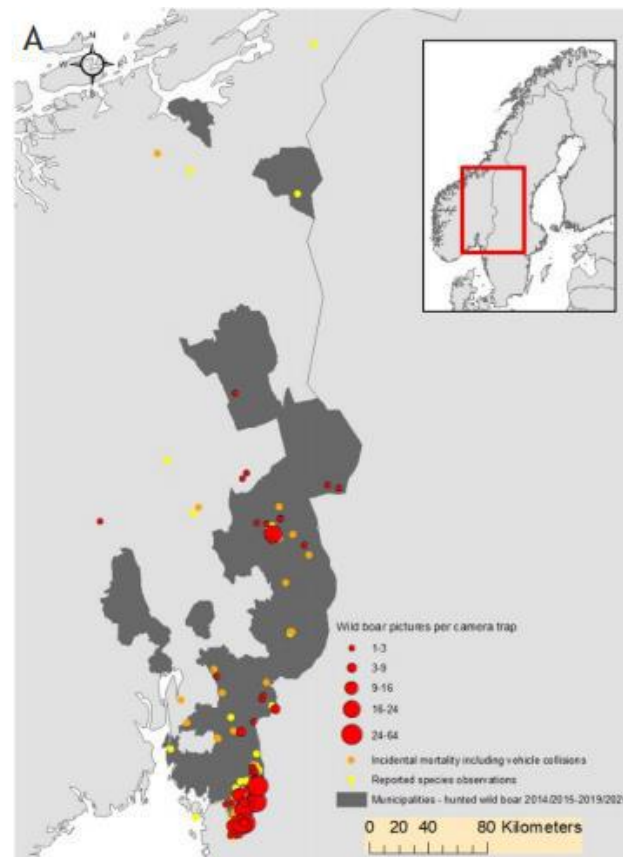 A
N
W
E
S
Wild boar pictures per camera trap
1-3
3-9
9-16
16-24
24-64
Incidental mortality including vehicle collisions
Reported species observations
Municipalities - hunted wild boar 2014/2015-2019/202
0 20 40 80 Kilometers